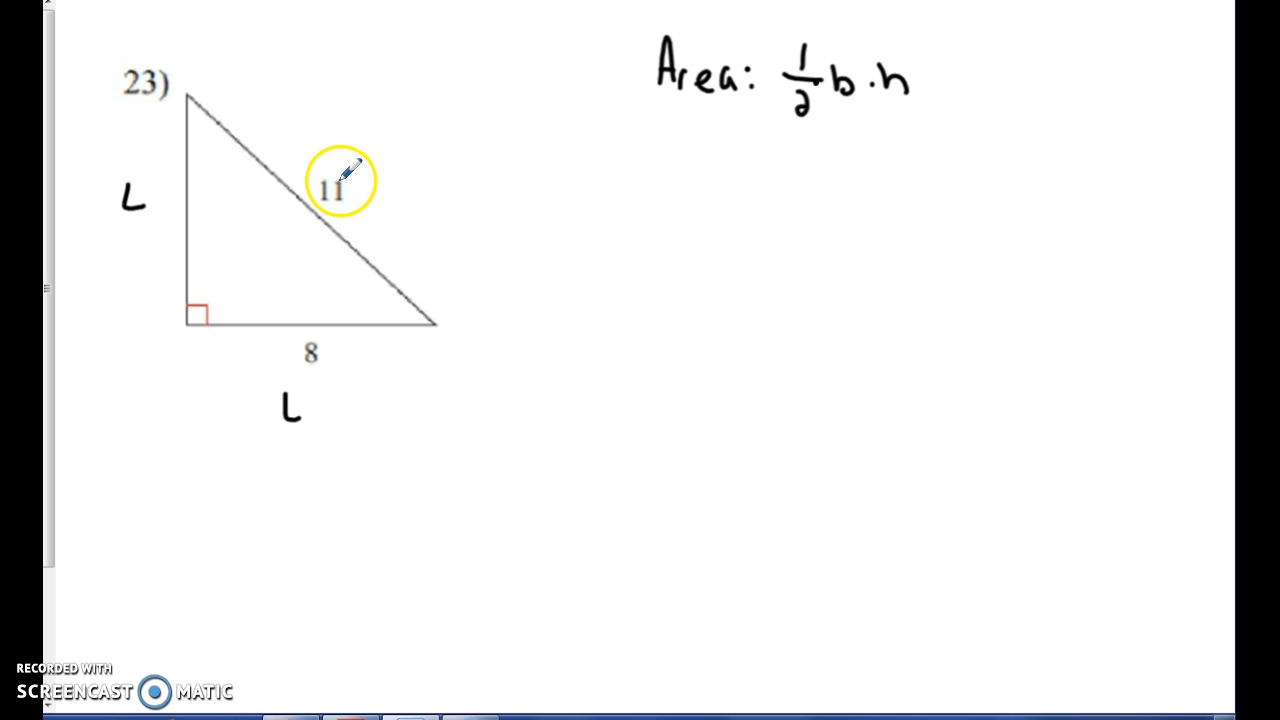 Area: 1/2 b · h
23)
L
11
8
L
RECORDED WITH
SCREENCAST MATIC